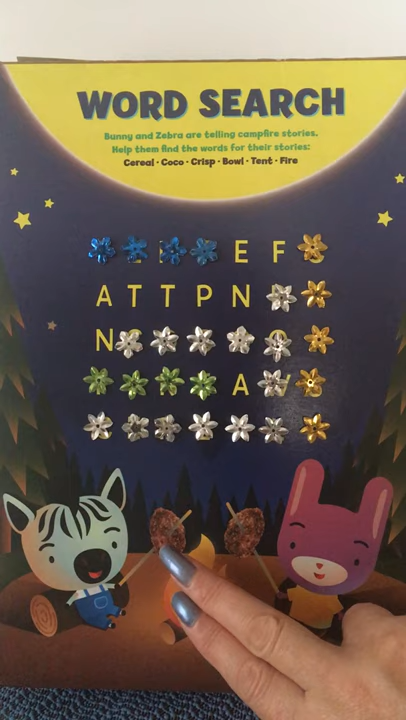 WORD SEARCH
Bunny and Zebra are telling campfire stories.
Help them find the words for their stories:
Cereal · Coco · Crisp · Bowl · Tent · Fire
E F
A T T P N
N
A